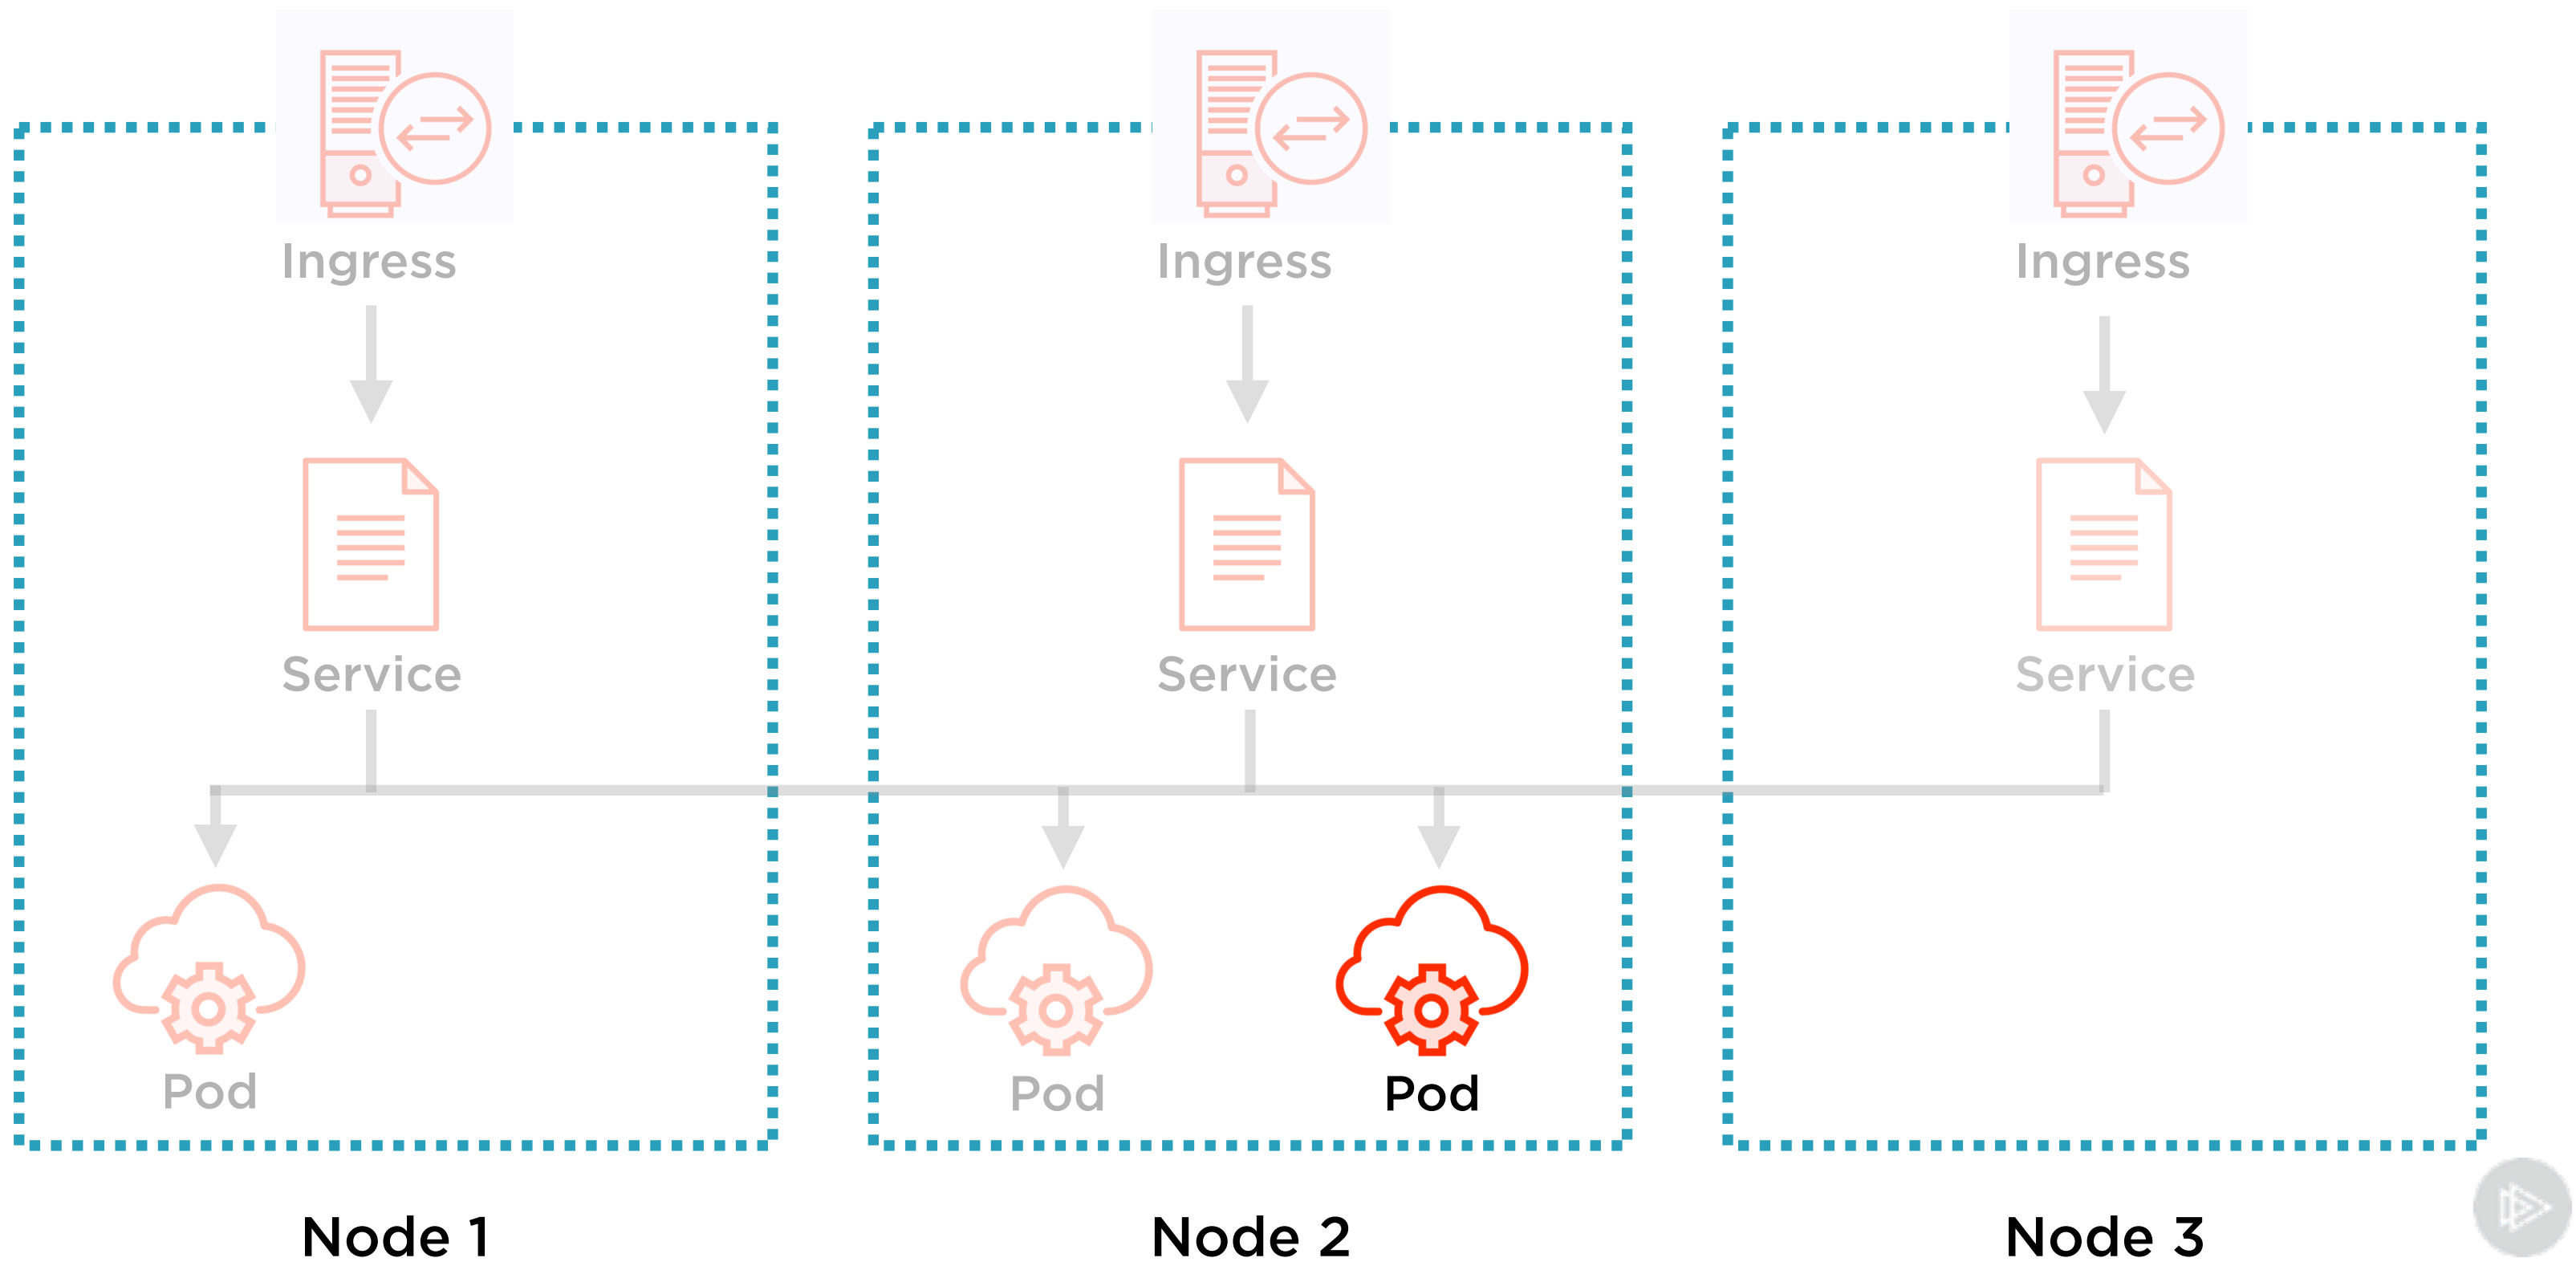 Ingress
Ingress
Ingress
Service
Service
Service
Pod
Pod
Pod
Node 1
Node 2
Node 3